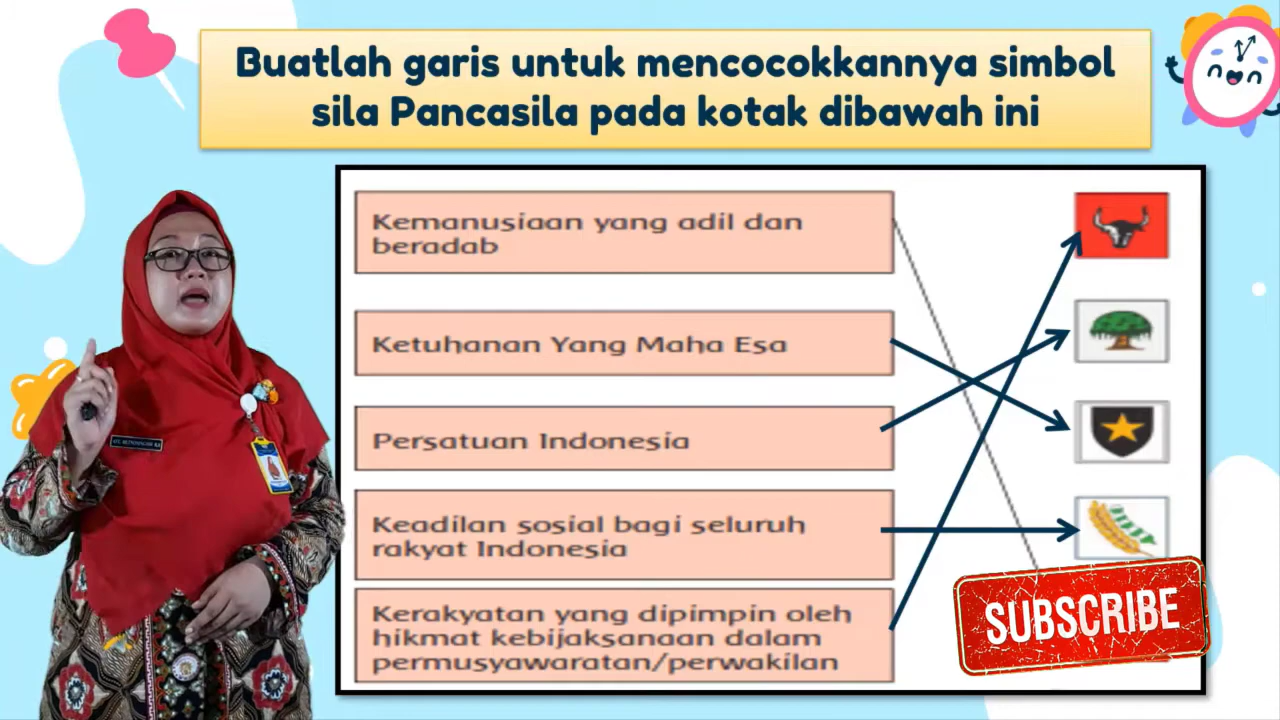 Buatlah garis untuk mencocokkannya simbol
sila Pancasila pada kotak dibawah ini
Kemanusiaan yang adil dan
beradab
Ketuhanan Yang Maha Esa
Persatuan Indonesia
Keadilan sosial bagi seluruh
rakyat Indonesia
Kerakyatan yang dipimpin oleh
hikmat kebijaksanaan dalam
permusyawaratan/perwakilan
SUBSCRIBE